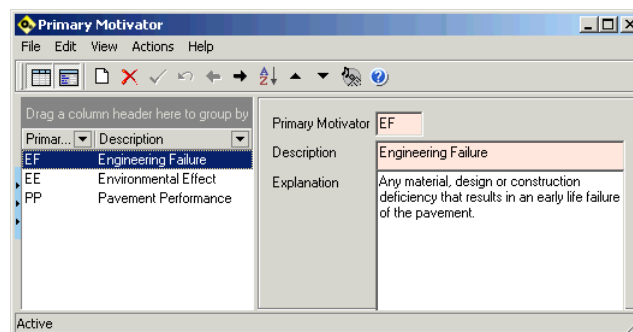 Primary Motivator
File Edit View Actions Help
Drag a column header here to group by
Primar... Description
EF Engineering Failure
EE Environmental Effect
PP Pavement Performance
Primary Motivator EF
Description Engineering Failure
Explanation Any material, design or construction
deficiency that results in an early life failure
of the pavement.
Active